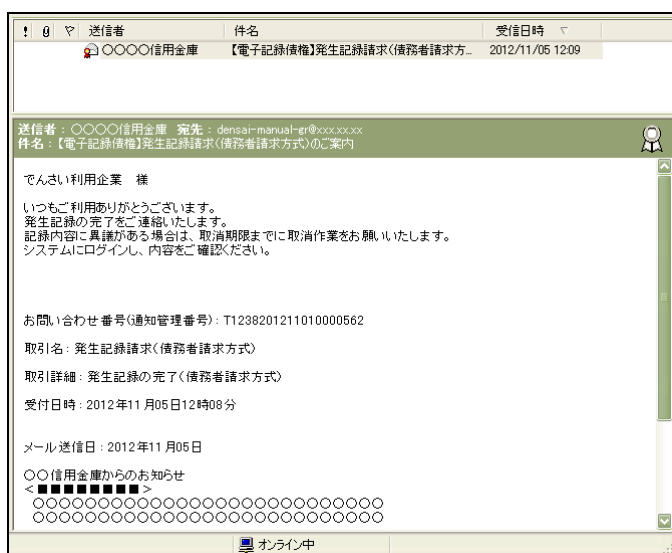 ! 送信者 件名 受信日時
○○○○信用金庫 【電子記録債権】発生記録請求(債務者請求方... 2012/11/05 12:09
送信者:○○○○信用金庫 宛先:densai-manual-gr@xxx.xx.xx
件名:【電子記録債権】発生記録請求(債務者請求方式)のご案内
でんさい利用企業 様
いつもご利用ありがとうございます。
発生記録の完了をご連絡いたします。
記録内容に異議がある場合は、取消期限までに取消作業をお願いいたします。
システムにログインし、内容をご確認ください。
お問い合わせ番号(通知管理番号):T1238201211010000562
取引名:発生記録請求(債務者請求方式)
取引詳細:発生記録の完了(債務者請求方式)
受付日時:2012年11月05日12時08分
メール送信日:2012年11月05日
○○信用金庫からのお知らせ
<■■■■■■■■>
○○○○○○○○○○○○○○○○○○○○○○○○○○○
○○○○○○○○○○○○○○○○○○○○○○○○○○○
オンライン中